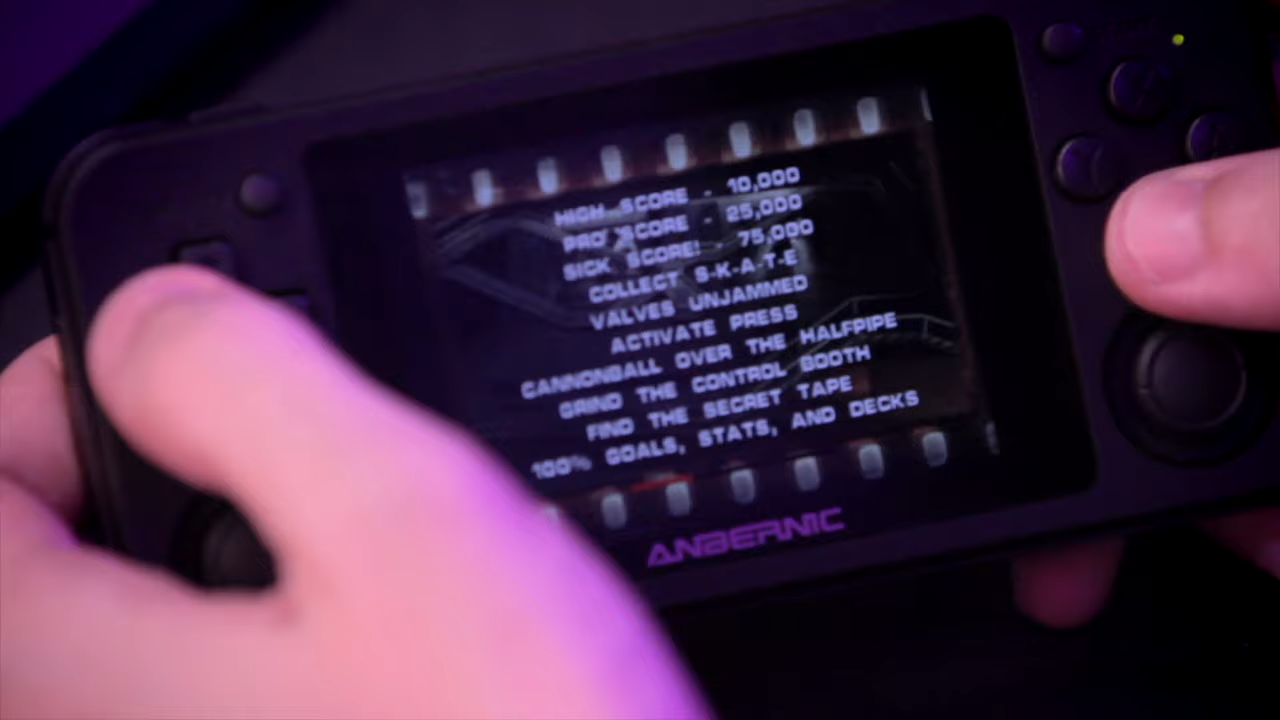 HIGH SCORE - 10,000
PRO SCORE - 25,000
SICK SCORE! - 75,000
COLLECT S-K-A-T-E
VALVES UNJAMMED
ACTIVATE PRESS
CANNONBALL OVER THE HALFPIPE
GRIND THE CONTROL BOOTH
FIND THE SECRET TAPE
100% GOALS, STATS, AND DECKS
ANBERNIC